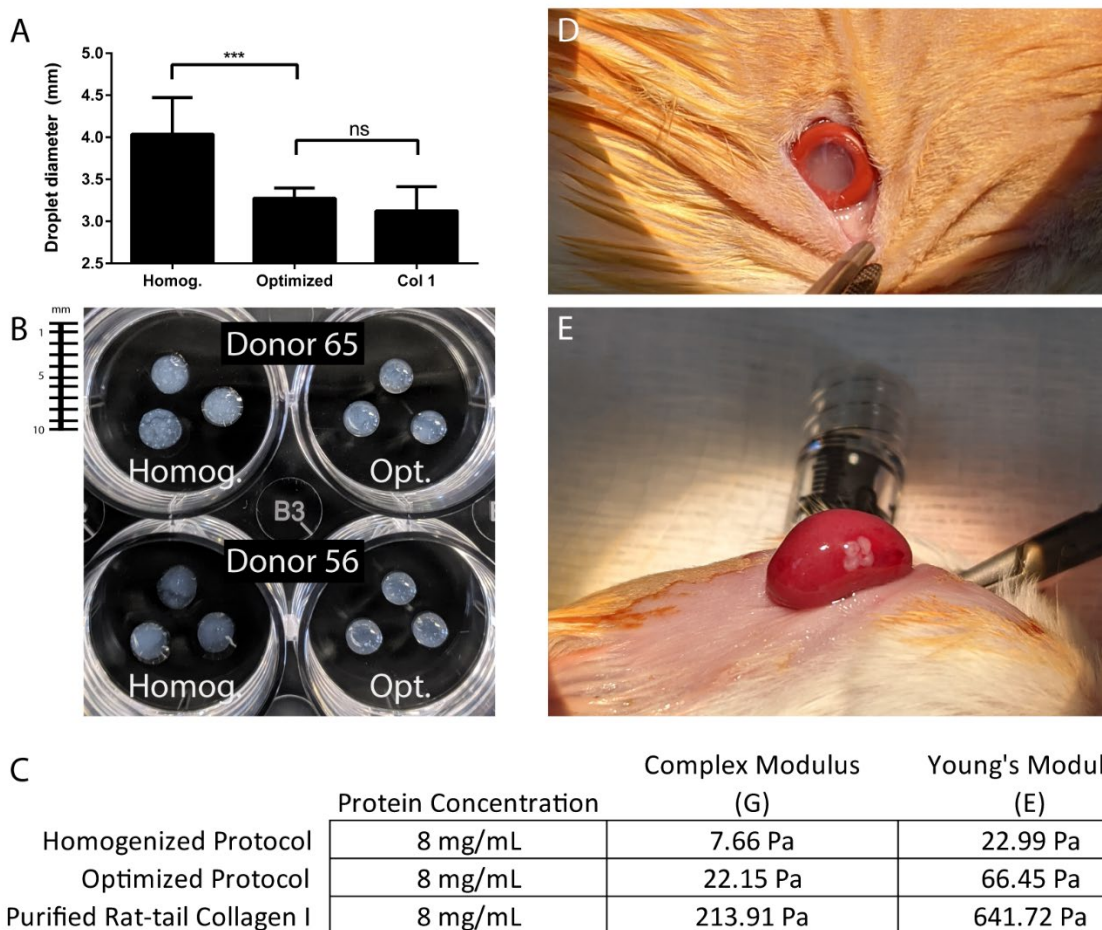 A
Droplet diameter (mm)
5.0
4.5
4.0
3.5
3.0
2.5
***
ns
Homog.
Optimized
Col 1
B
mm
1
5
10
Donor 65
Homog.
Opt.
B3
Donor 56
Homog.
Opt.
D
E
C
Complex Modulus Young's Modul
Protein Concentration (G) (E)
Homogenized Protocol 8 mg/mL 7.66 Pa 22.99 Pa
Optimized Protocol 8 mg/mL 22.15 Pa 66.45 Pa
Purified Rat-tail Collagen I 8 mg/mL 213.91 Pa 641.72 Pa